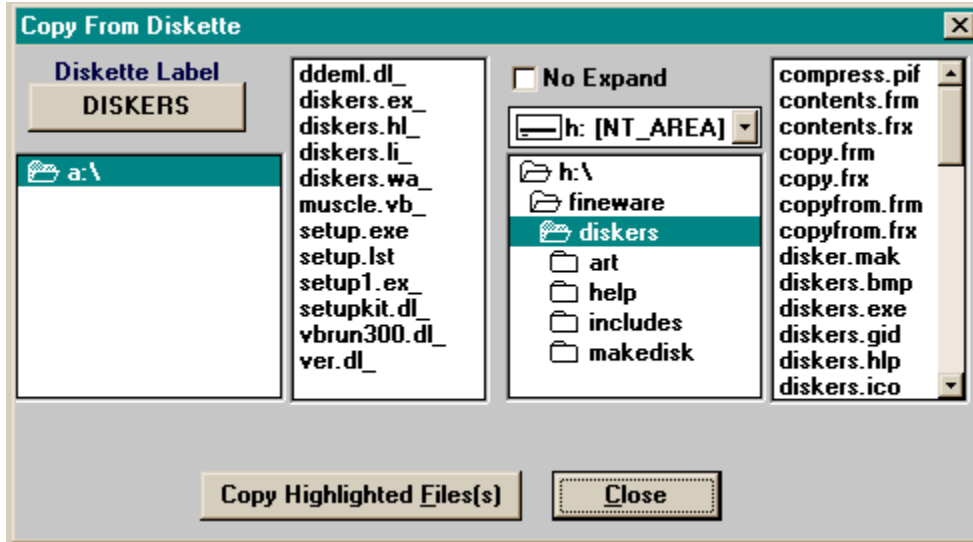 Copy From Diskette
Diskette Label
DISKERS
a:\
ddeml.dl_
diskers.ex_
diskers.hl_
diskers.li_
diskers.wa_
muscle.vb_
setup.exe
setup.lst
setup1.ex_
setupkit.dl_
vbrun300.dl_
ver.dl_
No Expand
h: [NT_AREA]
h:\
fineware
diskers
art
help
includes
makedisk
compress.pif
contents.frm
contents.frx
copy.frm
copy.frx
copyfrom.frm
copyfrom.frx
disker.mak
diskers.bmp
diskers.exe
diskers.gid
diskers.hlp
diskers.ico
Copy Highlighted Files(s)
Close